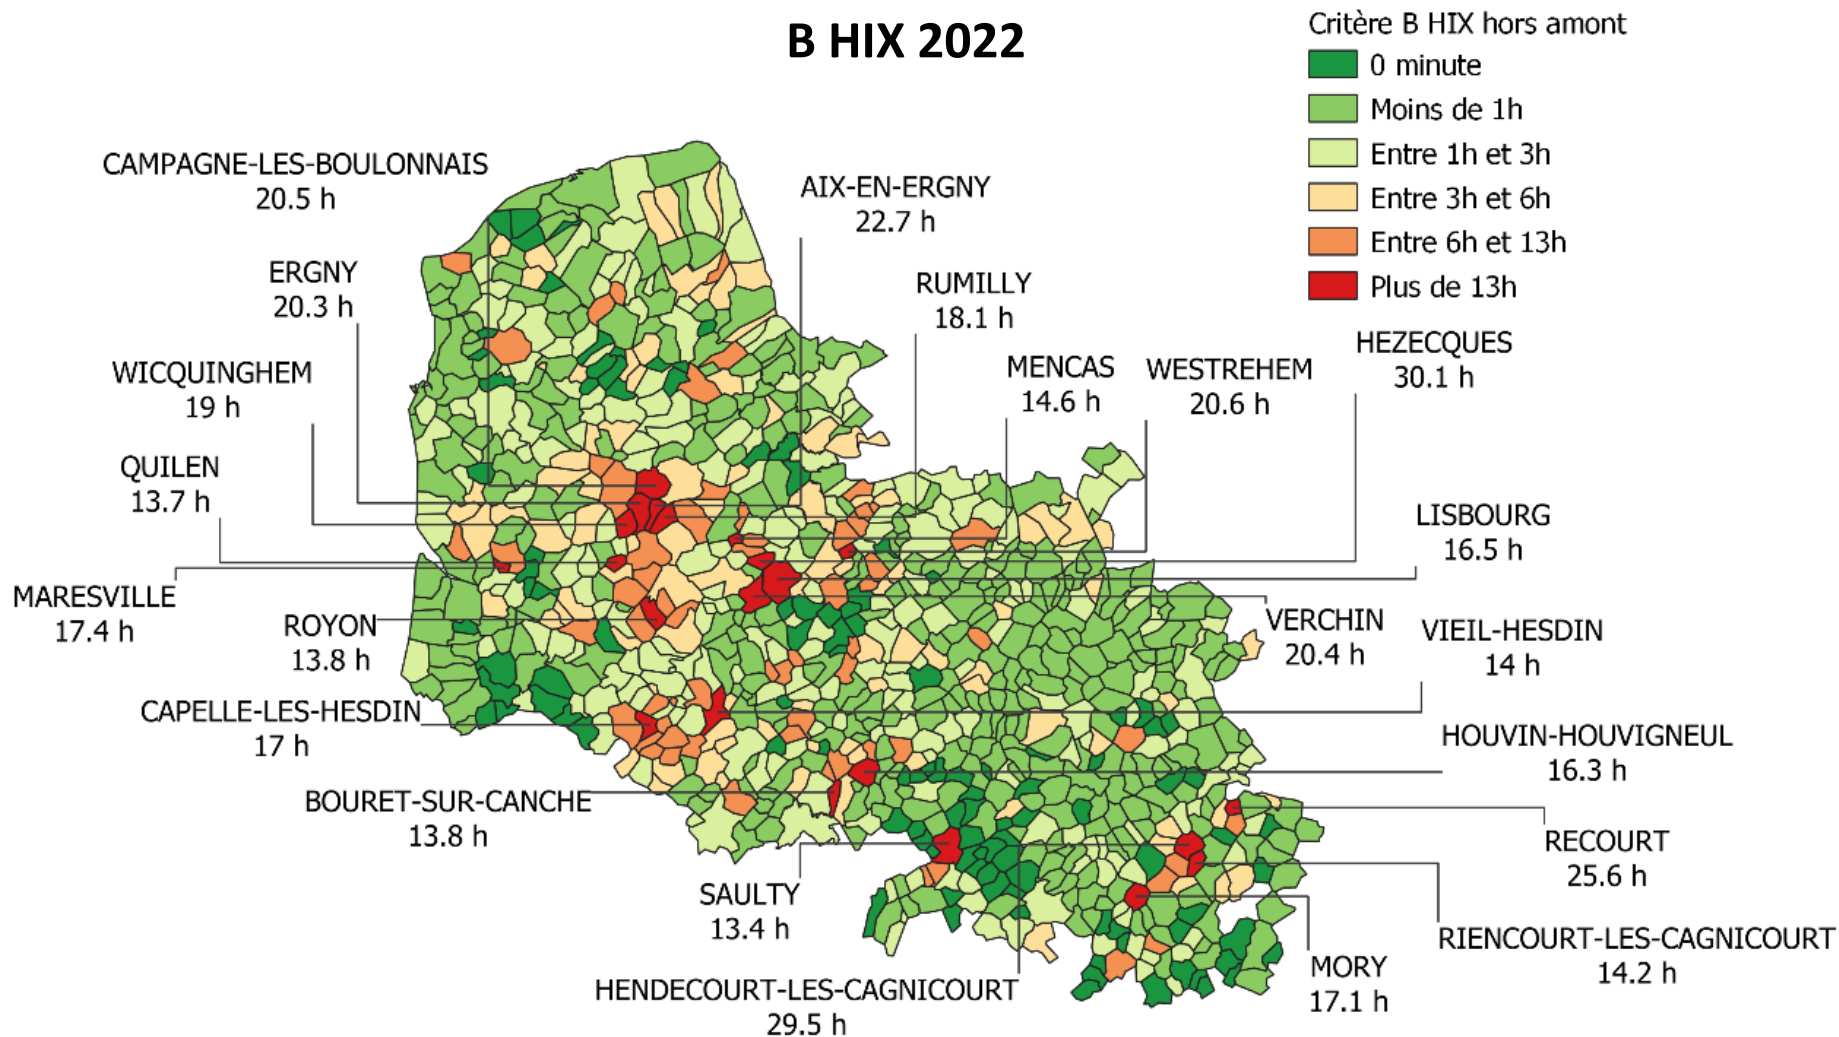 B HIX 2022
Critère B HIX hors amont
0 minute
Moins de 1h
Entre 1h et 3h
Entre 3h et 6h
Entre 6h et 13h
Plus de 13h
CAMPAGNE-LES-BOULONNAIS
20.5 h
AIX-EN-ERGNY
22.7 h
ERGNY
20.3 h
RUMILLY
18.1 h
HEZECQUES
30.1 h
WICQUINGHEM
19 h
MENCAS
14.6 h
WESTREHEM
20.6 h
QUILEN
13.7 h
LISBOURG
16.5 h
MARESVILLE
17.4 h
ROYON
13.8 h
VERCHIN
20.4 h
VIEIL-HESDIN
14 h
CAPELLE-LES-HESDIN
17 h
HOUVIN-HOUVIGNEUL
16.3 h
BOURET-SUR-CANCHE
13.8 h
RECOURT
25.6 h
SAULTY
13.4 h
RIENCOURT-LES-CAGNICOURT
14.2 h
MORY
17.1 h
HENDECOURT-LES-CAGNICOURT
29.5 h